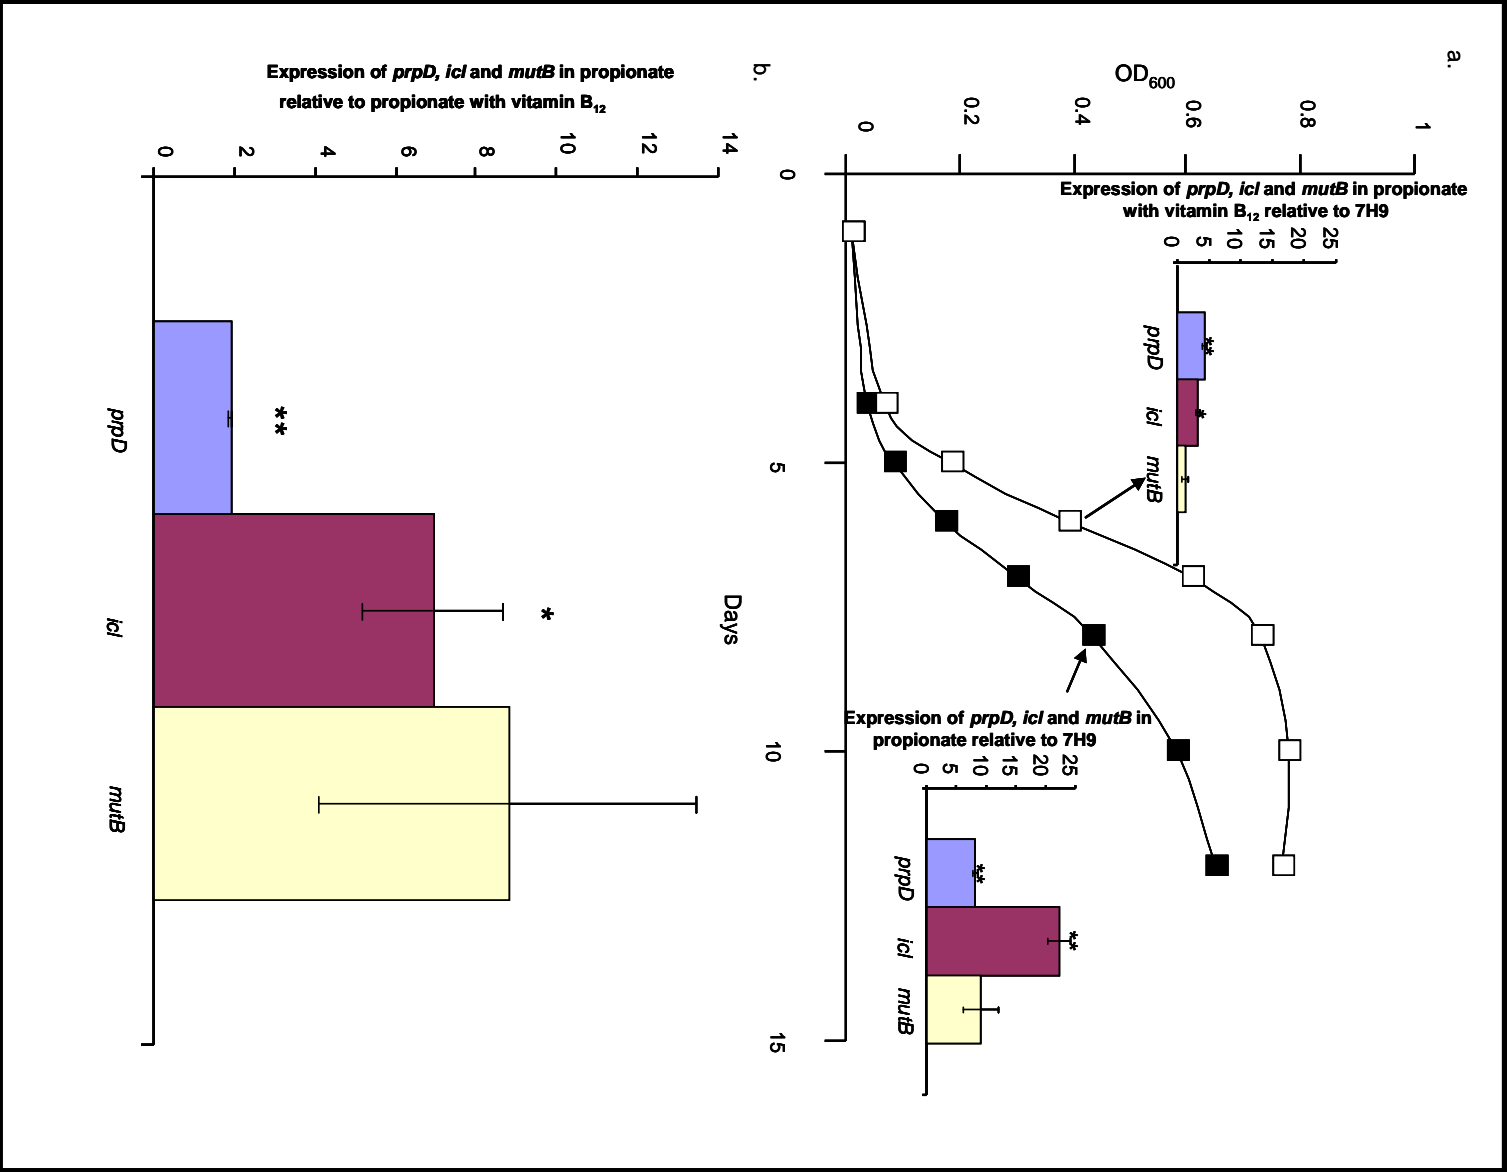 a.
OD600
0
0.2
0.4
0.6
0.8
1
0
5
10
15
Days
Expression of prpD, icl and mutB in propionate
with vitamin B12 relative to 7H9
0
5
10
15
20
25
prpD
icl
mutB
**
*
Expression of prpD, icl and mutB in
propionate relative to 7H9
0
5
10
15
20
25
prpD
icl
mutB
**
**
b.
Expression of prpD, icl and mutB in propionate
relative to propionate with vitamin B12
0
2
4
6
8
10
12
14
**
*
prpD
icl
mutB